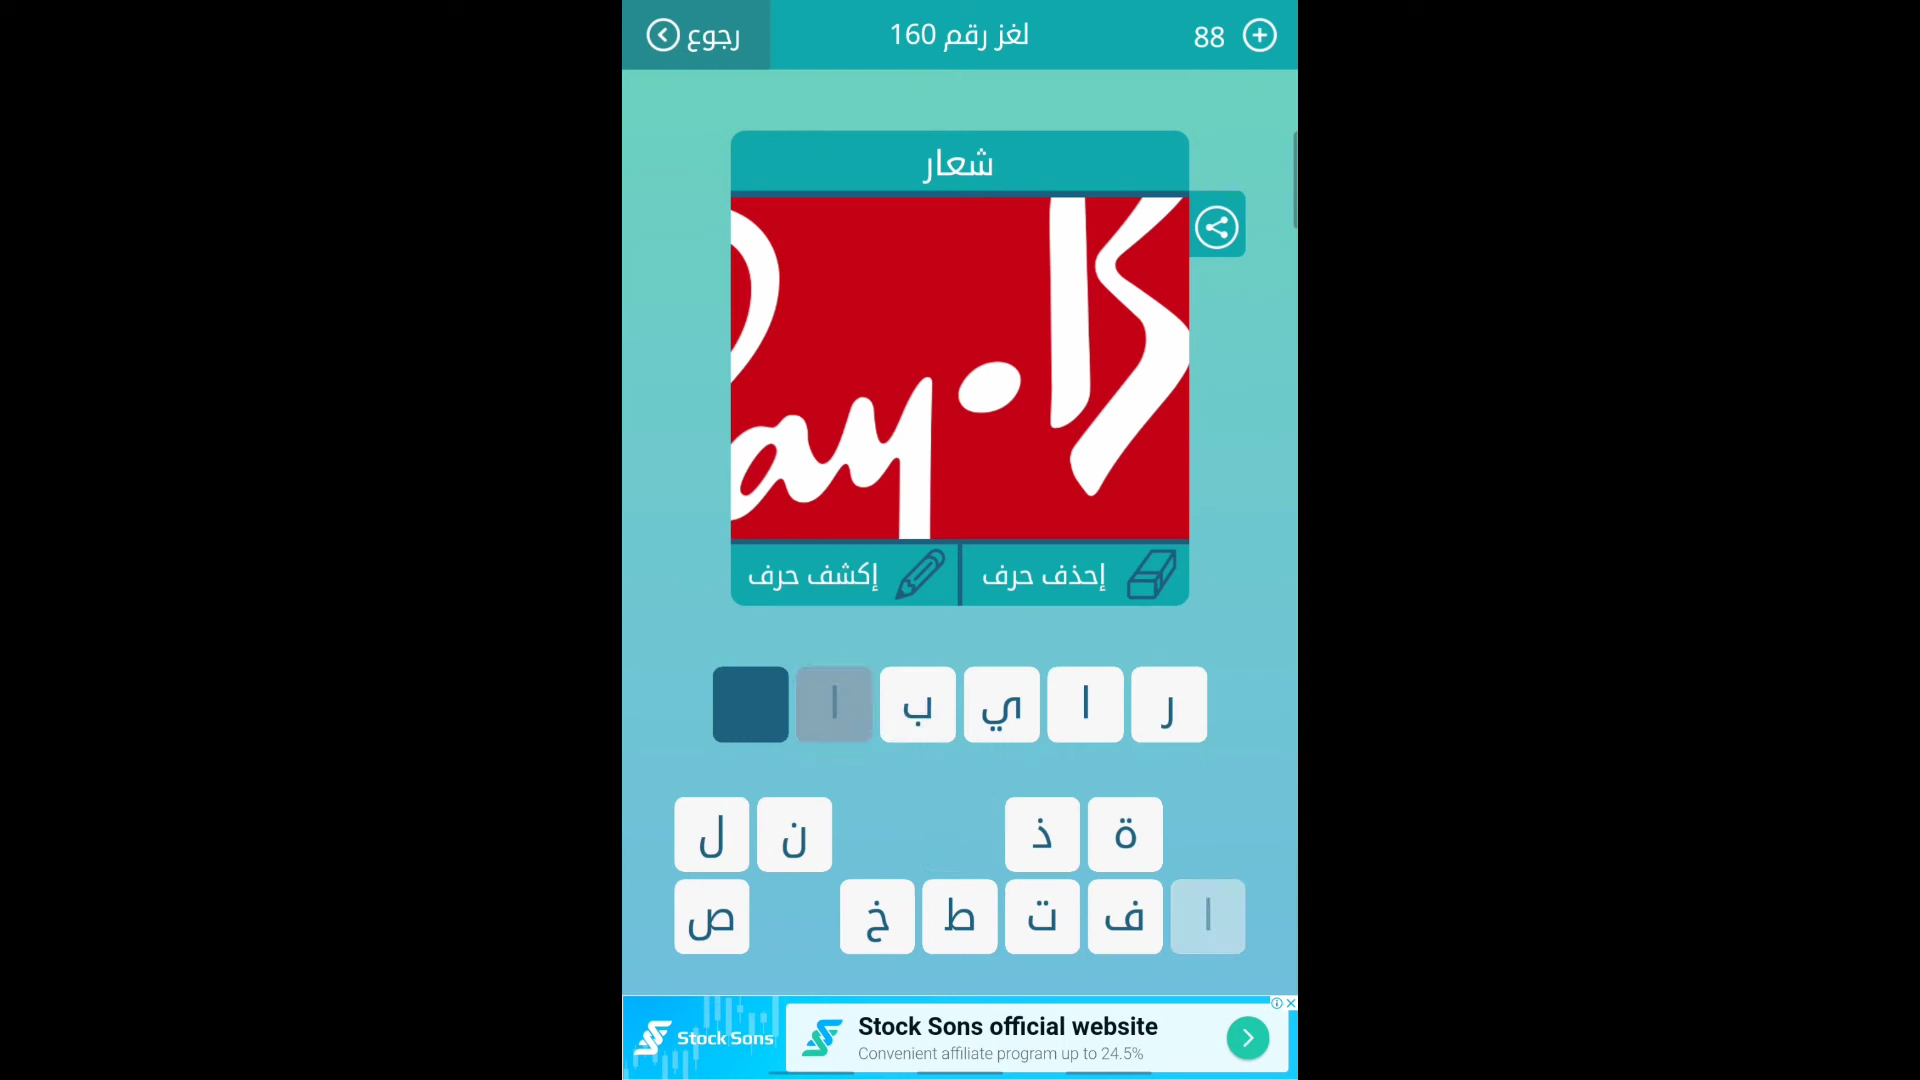 رجوع
لغز رقم 160
88
شعار
Ray-B
إكشف حرف
إحذف حرف
ر ا ي ب ا
ة ذ ن ل
ا ف ت ط خ ص
Stock Sons
Stock Sons official website
Convenient affiliate program up to 24.5%